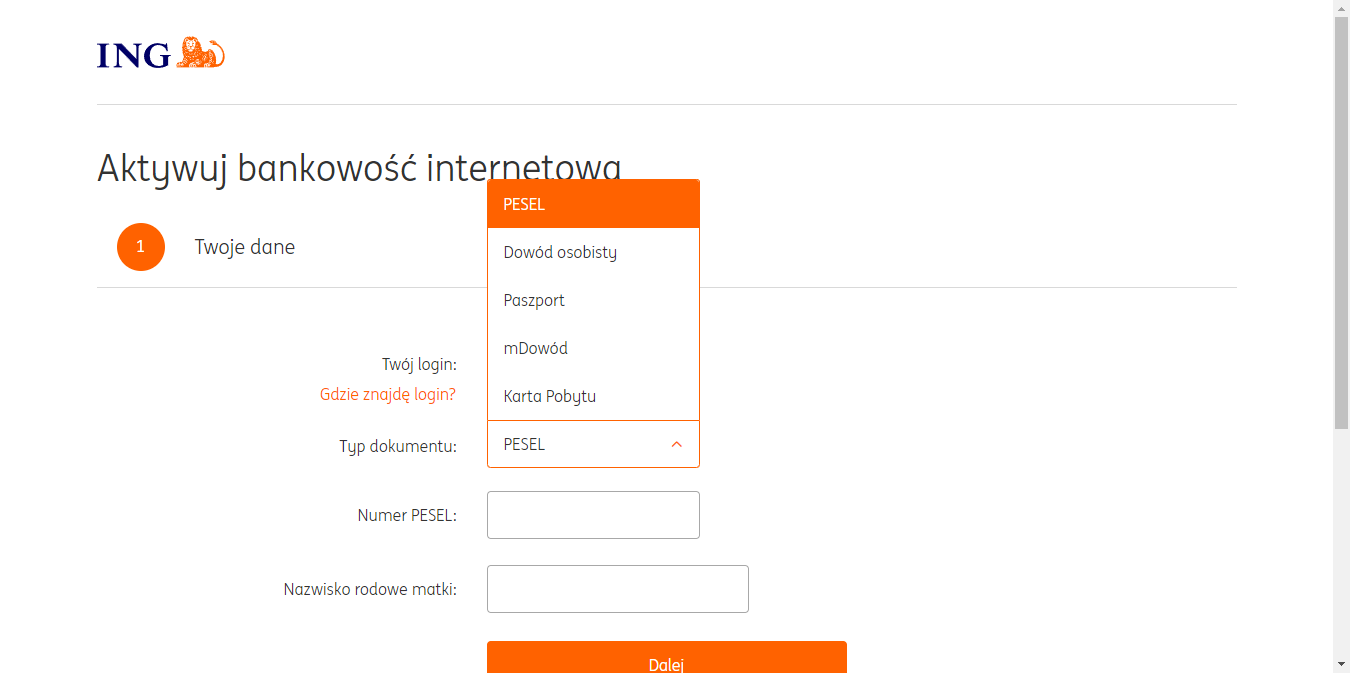 ING
Aktywuj bankowość internetową
1
Twoje dane
PESEL
Dowód osobisty
Paszport
mDowód
Karta Pobytu
Twój login:
Gdzie znajdę login?
Typ dokumentu:
PESEL
Numer PESEL:
Nazwisko rodowe matki:
Dalej